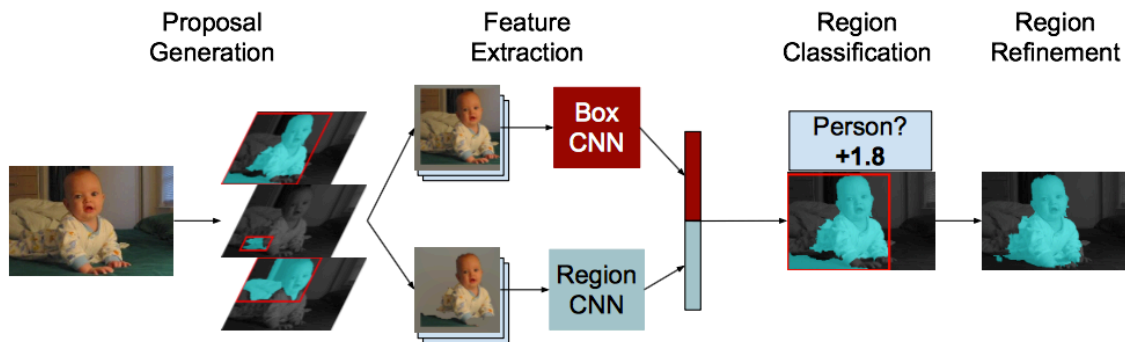 Proposal
Generation
Feature
Extraction
Region
Classification
Region
Refinement
Box
CNN
Person?
+1.8
Region
CNN